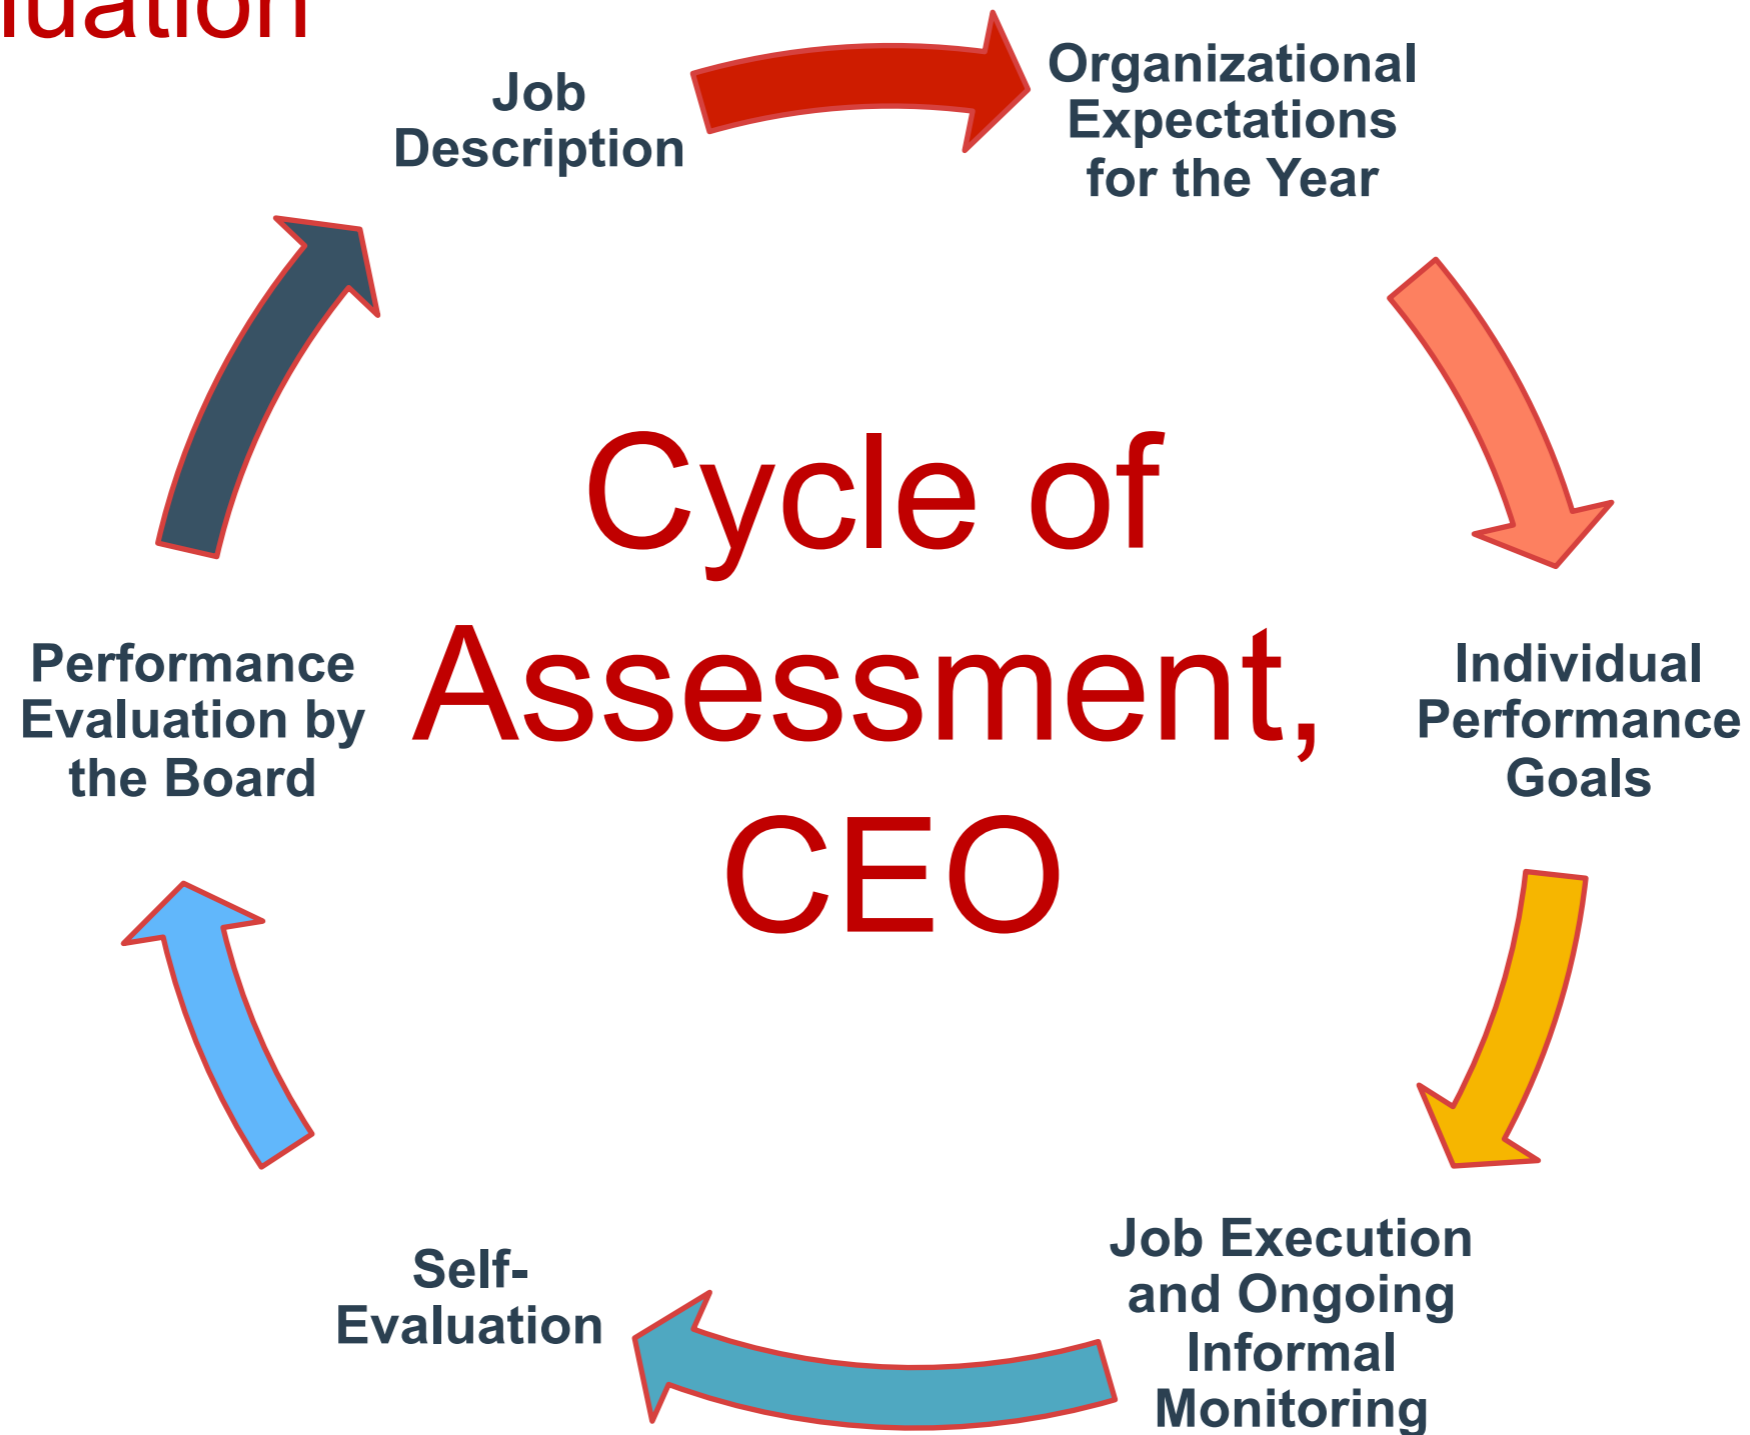 luation
Job
Description
Organizational
Expectations
for the Year
Individual
Performance
Goals
Job Execution
and Ongoing
Informal
Monitoring
Self-
Evaluation
Performance
Evaluation by
the Board
Cycle of
Assessment,
CEO